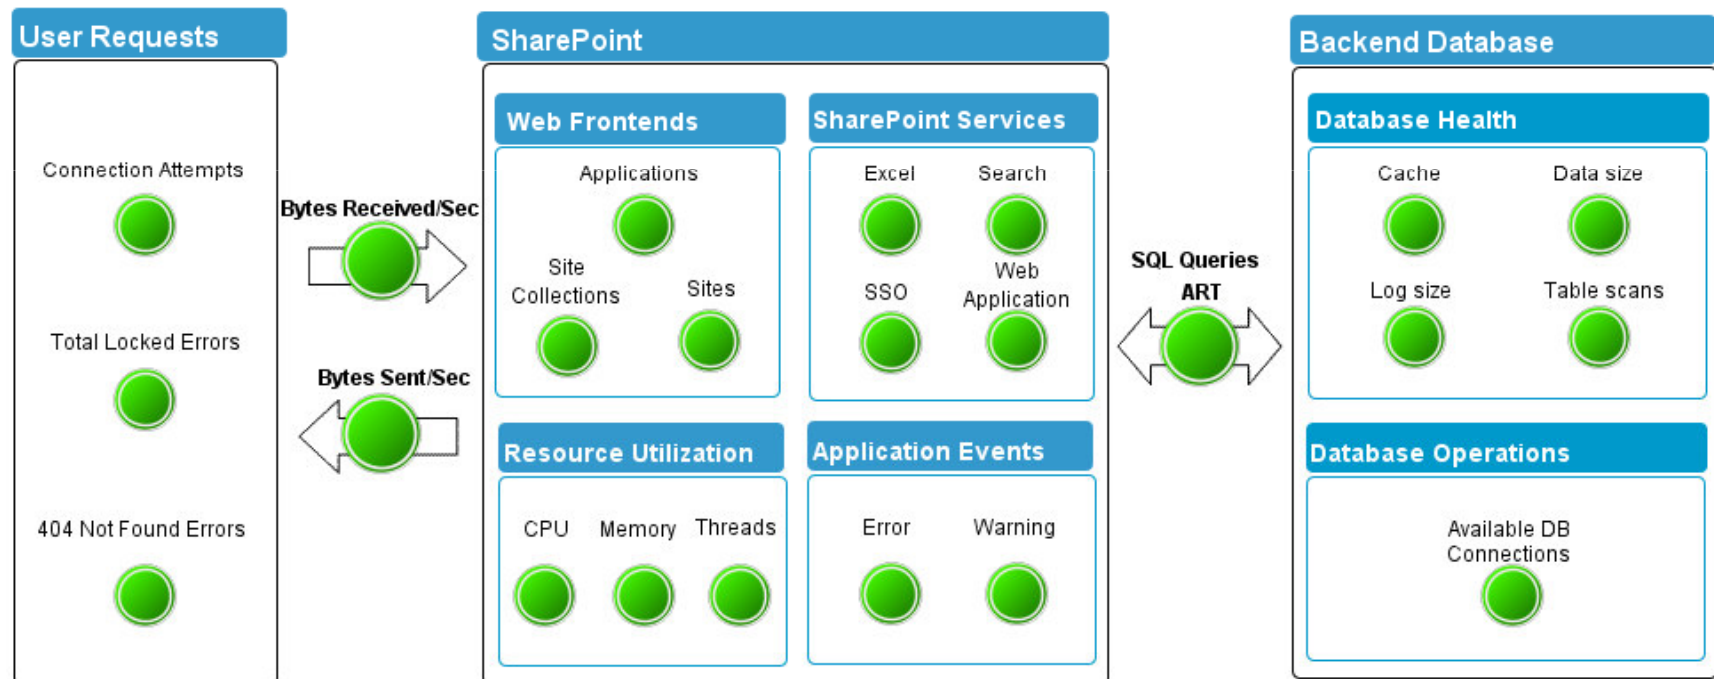 User Requests
Connection Attempts
Total Locked Errors
404 Not Found Errors
Bytes Received/Sec
Bytes Sent/Sec
SharePoint
Web Frontends
Applications
Site
Collections
Sites
SharePoint Services
Excel
Search
SSO
Web
Application
Resource Utilization
CPU
Memory
Threads
Application Events
Error
Warning
SQL Queries
ART
Backend Database
Database Health
Cache
Data size
Log size
Table scans
Database Operations
Available DB
Connections